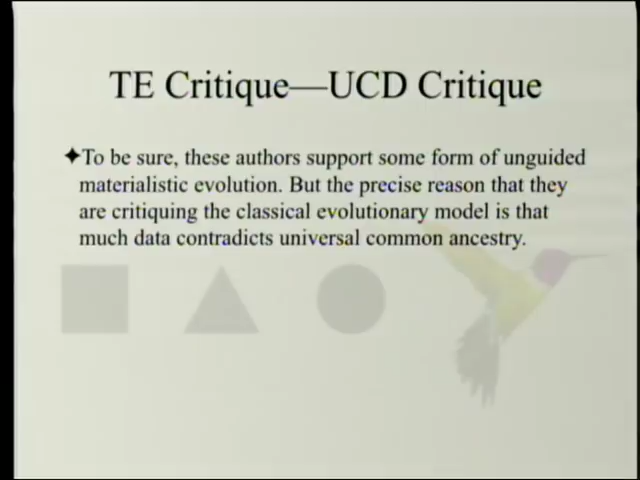 TE Critique—UCD Critique
✦To be sure, these authors support some form of unguided
materialistic evolution. But the precise reason that they
are critiquing the classical evolutionary model is that
much data contradicts universal common ancestry.